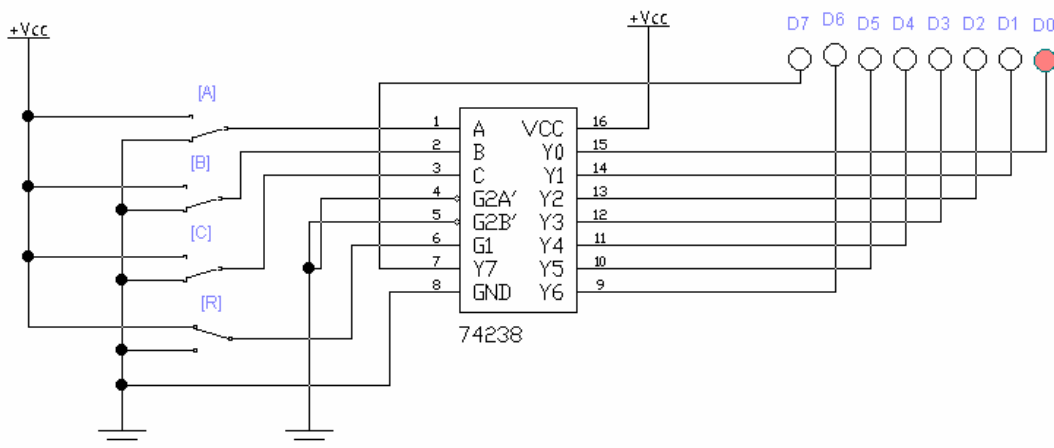 +Vcc
+Vcc
D7 D6 D5 D4 D3 D2 D1 D0
[A]
[B]
[C]
[R]
1 A VCC 16
2 B Y0 15
3 C Y1 14
4 G2A' Y2 13
5 G2B' Y3 12
6 G1 Y4 11
7 Y7 Y5 10
8 GND Y6 9
74238